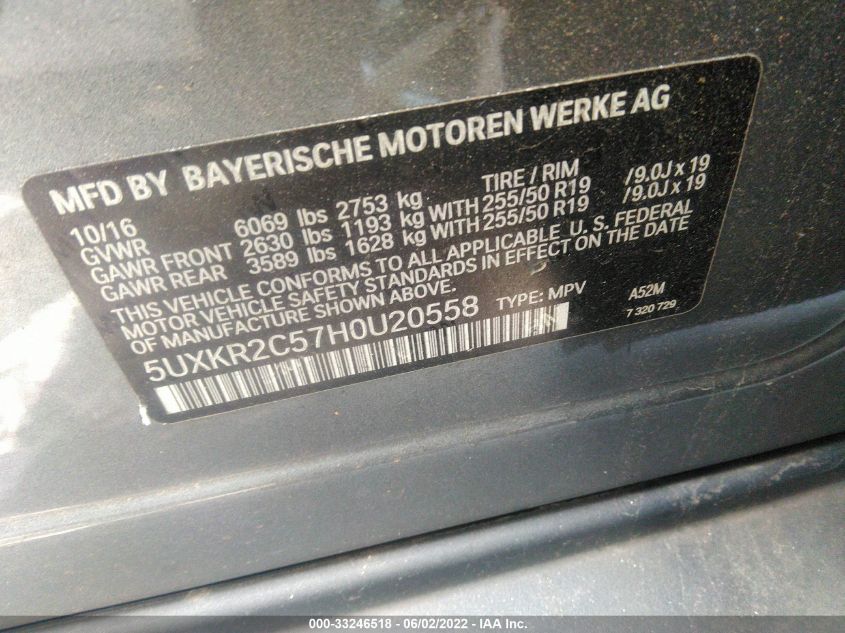 MFD BY BAYERISCHE MOTOREN WERKE AG
10/16 TIRE / RIM
GVWR 6069 lbs 2753 kg
GAWR FRONT 2630 lbs 1193 kg WITH 255/50 R19 /9.0J x 19
GAWR REAR 3589 lbs 1628 kg WITH 255/50 R19 /9.0J x 19
THIS VEHICLE CONFORMS TO ALL APPLICABLE U. S. FEDERAL
MOTOR VEHICLE SAFETY STANDARDS IN EFFECT ON THE DATE
OF MANUFACTURE SHOWN ABOVE.
5UXKR2C57H0U20558 TYPE: MPV A52M
7 320 729
000-33246518 - 06/02/2022 - IAA Inc.